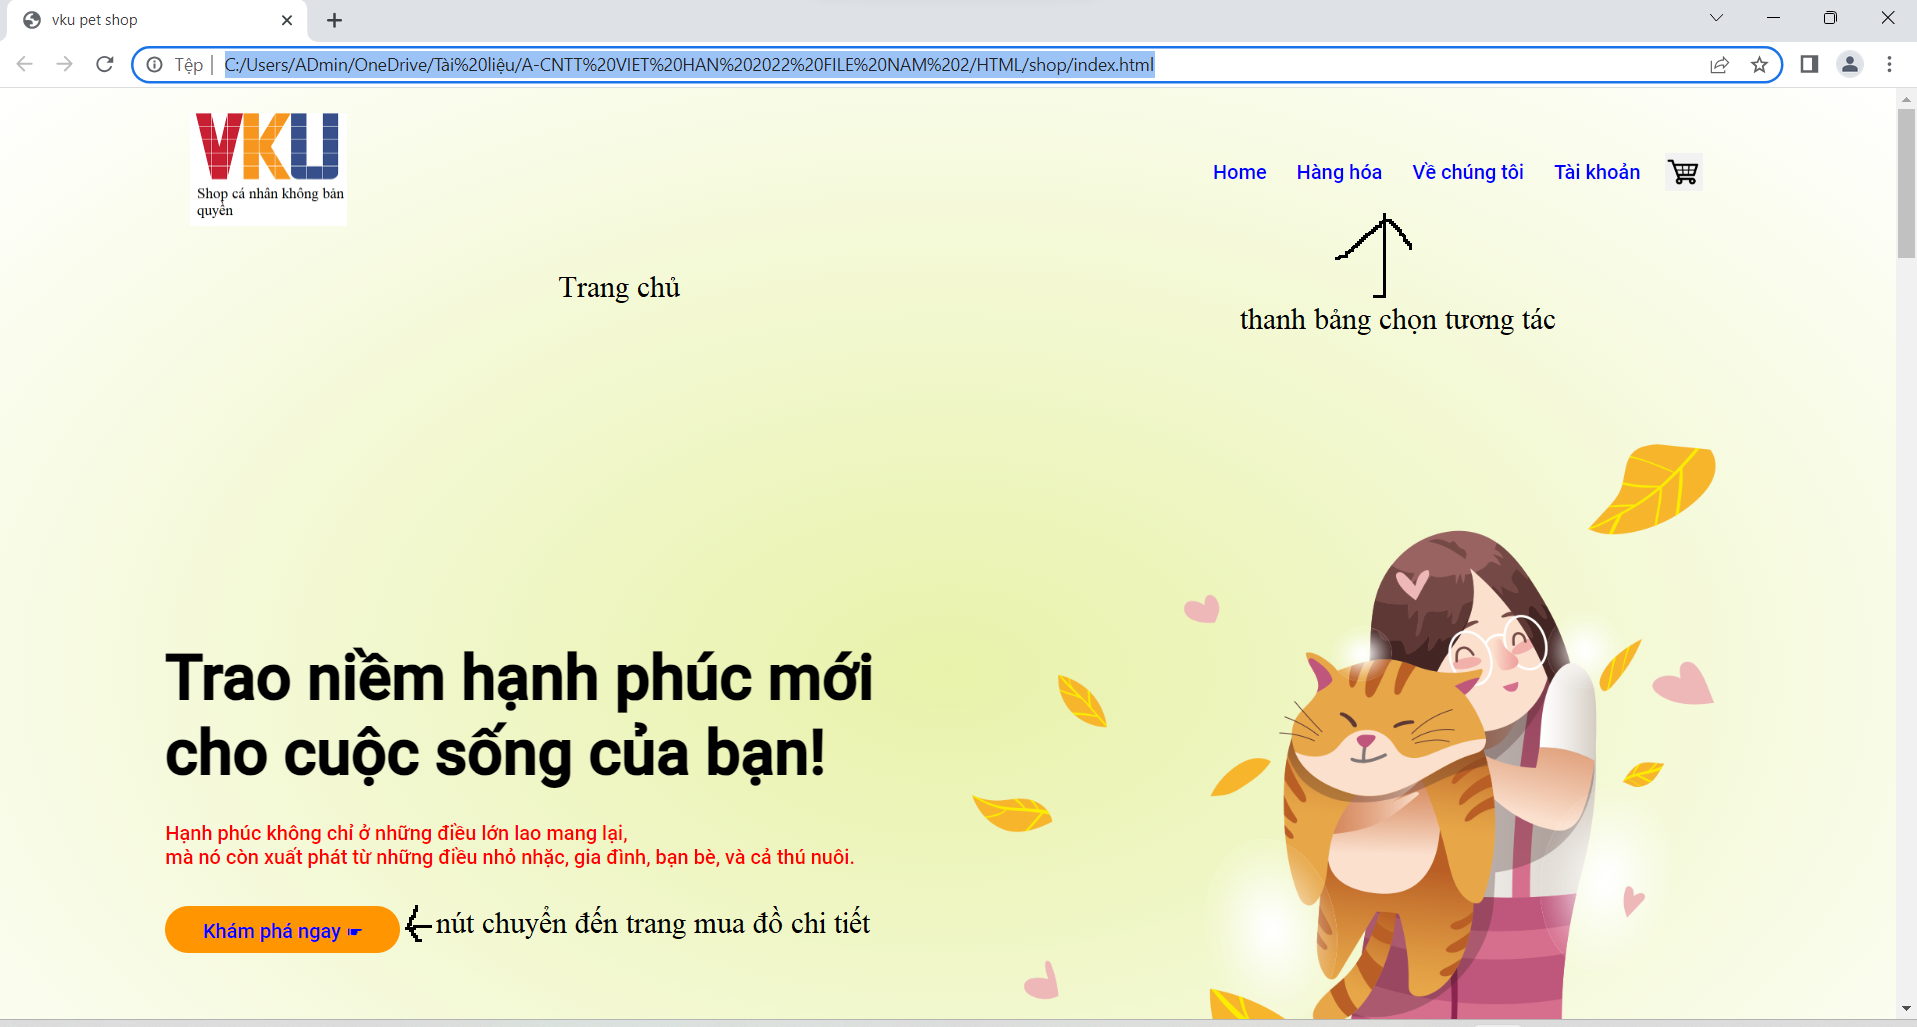 vku pet shop
Tệp
C:/Users/ADmin/OneDrive/Tài%20liệu/A-CNTT%20VIET%20HAN%202022%20FILE%20NAM%202/HTML/shop/index.html
VKU
Shop cá nhân không bản
quyền
Home Hàng hóa Về chúng tôi Tài khoản
Trang chủ
thanh bảng chọn tương tác
Trao niềm hạnh phúc mới
cho cuộc sống của bạn!
Hạnh phúc không chỉ ở những điều lớn lao mang lại,
mà nó còn xuất phát từ những điều nhỏ nhặc, gia đình, bạn bè, và cả thú nuôi.
Khám phá ngay ☛
nút chuyển đến trang mua đồ chi tiết